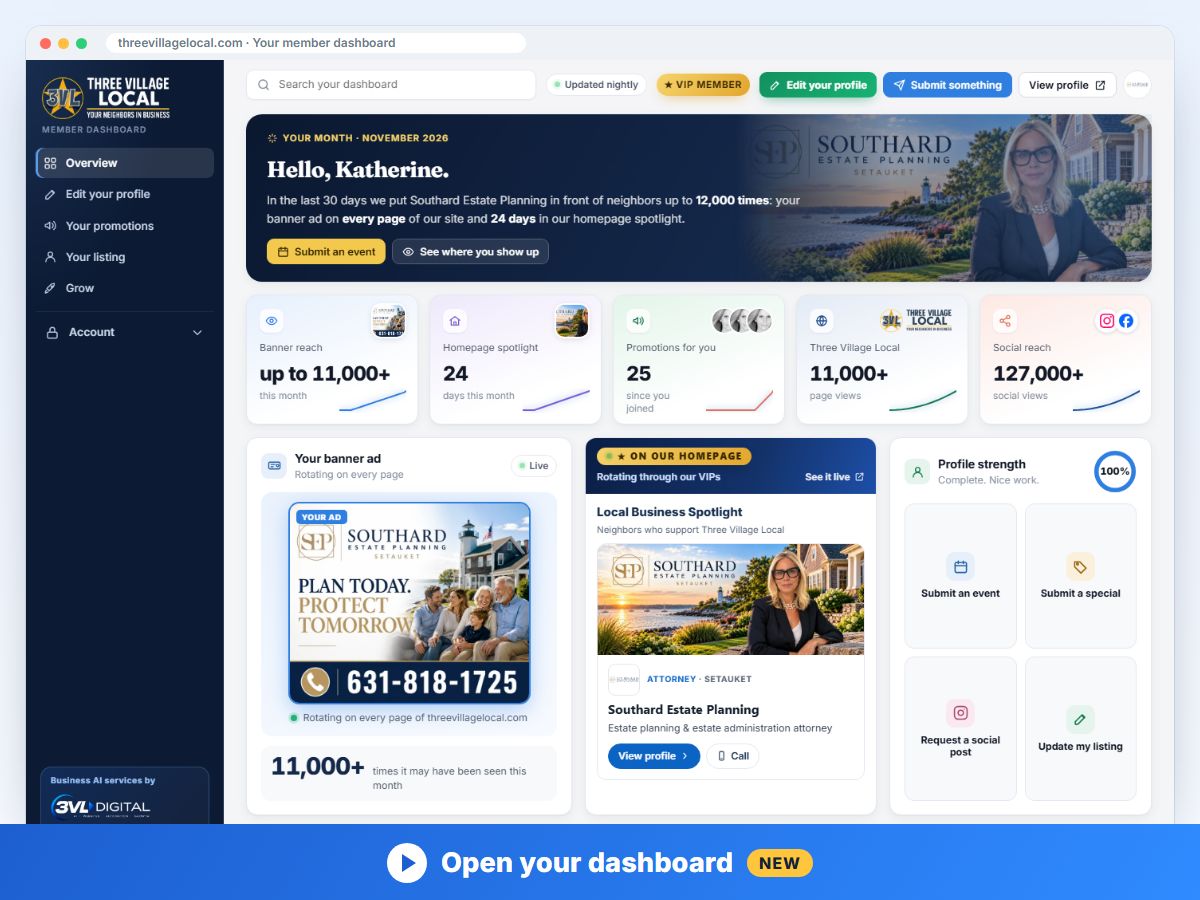 threevillagelocal.com · Your member dashboard
3VL THREE VILLAGE
LOCAL
YOUR NEIGHBORS IN BUSINESS
MEMBER DASHBOARD
Overview
Edit your profile
Your promotions
Your listing
Grow
Account
Business AI services by
3VL DIGITAL
Search your dashboard
Updated nightly
★ VIP MEMBER
Edit your profile
Submit something
View profile
YOUR MONTH · NOVEMBER 2026
Hello, Katherine.
In the last 30 days we put Southard Estate Planning in front of neighbors up to 12,000 times: your
banner ad on every page of our site and 24 days in our homepage spotlight.
Submit an event
See where you show up
SEP SOUTHARD
ESTATE PLANNING
SETAUKET
Banner reach
up to 11,000+
this month
Homepage spotlight
24
days this month
Promotions for you
25
since you
joined
3VL THREE VILLAGE
LOCAL
Three Village Local
11,000+
page views
Social reach
127,000+
social views
Your banner ad
Rotating on every page
Live
YOUR AD
SEP SOUTHARD
ESTATE PLANNING
SETAUKET
PLAN TODAY.
PROTECT
TOMORROW
631-818-1725
Rotating on every page of threevillagelocal.com
11,000+
times it may have been seen this
month
★ ON OUR HOMEPAGE
Rotating through our VIPs
See it live
Local Business Spotlight
Neighbors who support Three Village Local
SEP SOUTHARD
ESTATE PLANNING
SETAUKET
ATTORNEY · SETAUKET
Southard Estate Planning
Estate planning & estate administration attorney
View profile
Call
Profile strength
Complete. Nice work.
100%
Submit an event
Submit a special
Request a social
post
Update my listing
Open your dashboard
NEW